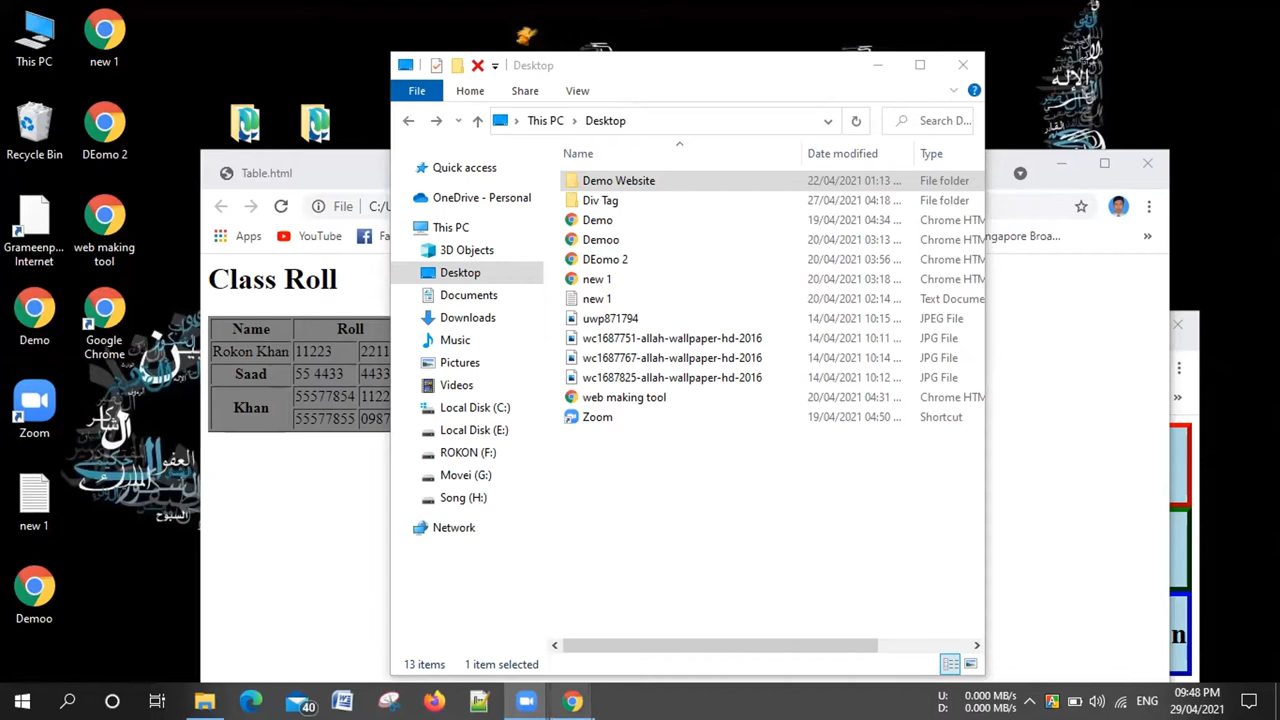 This PC
new 1
Recycle Bin
DEomo 2
Grameenp...
Internet
web making
tool
Demo
Google
Chrome
Zoom
new 1
Demoo
Table.html
File
C:/U
Apps
YouTube
Fa
ngapore Broa...
»
Class Roll
Name Roll
Rokon Khan 11223 2211
Saad 55 4433 4433
Khan 55577854 1122
55577855 0987
n
Desktop
File Home Share View
This PC Desktop
Search D...
Quick access
OneDrive - Personal
This PC
3D Objects
Desktop
Documents
Downloads
Music
Pictures
Videos
Local Disk (C:)
Local Disk (E:)
ROKON (F:)
Movei (G:)
Song (H:)
Network
Name Date modified Type
Demo Website 22/04/2021 01:13 ... File folder
Div Tag 27/04/2021 04:18 ... File folder
Demo 19/04/2021 04:34 ... Chrome HTM
Demoo 20/04/2021 03:13 ... Chrome HTM
DEomo 2 20/04/2021 03:56 ... Chrome HTM
new 1 20/04/2021 03:18 ... Chrome HTM
new 1 20/04/2021 02:14 ... Text Docume
uwp871794 14/04/2021 10:15 ... JPEG File
wc1687751-allah-wallpaper-hd-2016 14/04/2021 10:11 ... JPG File
wc1687767-allah-wallpaper-hd-2016 14/04/2021 10:14 ... JPG File
wc1687825-allah-wallpaper-hd-2016 14/04/2021 10:12 ... JPG File
web making tool 20/04/2021 04:31 ... Chrome HTM
Zoom 19/04/2021 04:50 ... Shortcut
13 items 1 item selected
40
U: 0.000 MB/s
D: 0.000 MB/s
ENG
09:48 PM
29/04/2021